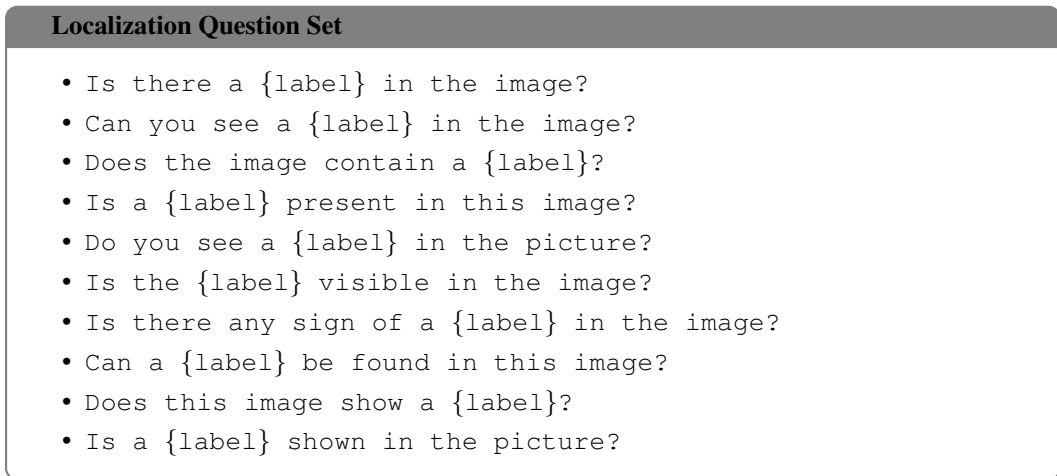 Localization Question Set
• Is there a {label} in the image?
• Can you see a {label} in the image?
• Does the image contain a {label}?
• Is a {label} present in this image?
• Do you see a {label} in the picture?
• Is the {label} visible in the image?
• Is there any sign of a {label} in the image?
• Can a {label} be found in this image?
• Does this image show a {label}?
• Is a {label} shown in the picture?